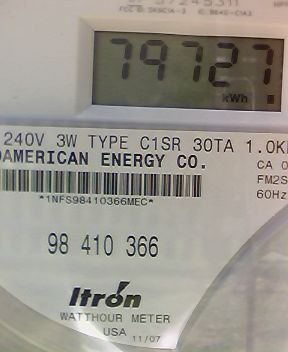 79727
kWh
240V 3W TYPE C1SR 30TA 1.0K
AMERICAN ENERGY CO.
CA 0
FM2S
60Hz
*1NFS98410366MEC*
98 410 366
Itron
WATTHOUR METER
USA 11/07